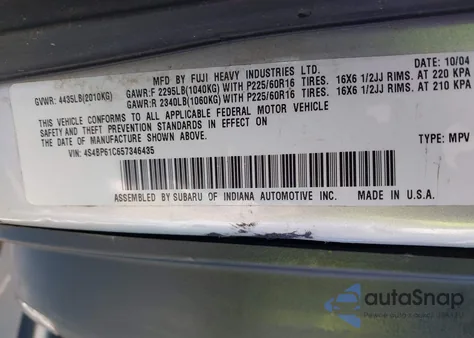 MFD. BY FUJI HEAVY INDUSTRIES LTD. DATE: 10/04
GVWR: 4435LB(2010KG) GAWR:F 2295LB(1040KG) WITH P225/60R16 TIRES. 16X6 1/2JJ RIMS. AT 220 KPA
GAWR:R 2340LB(1060KG) WITH P225/60R16 TIRES. 16X6 1/2JJ RIMS. AT 210 KPA
THIS VEHICLE CONFORMS TO ALL APPLICABLE FEDERAL MOTOR VEHICLE
SAFETY AND THEFT PREVENTION STANDARDS IN EFFECT ON
THE DATE OF MANUFACTURE SHOWN ABOVE.
VIN: 4S4BP61C657346435 TYPE: MPV
ASSEMBLED BY SUBARU OF INDIANA AUTOMOTIVE INC. MADE IN U.S.A.
autoSnap